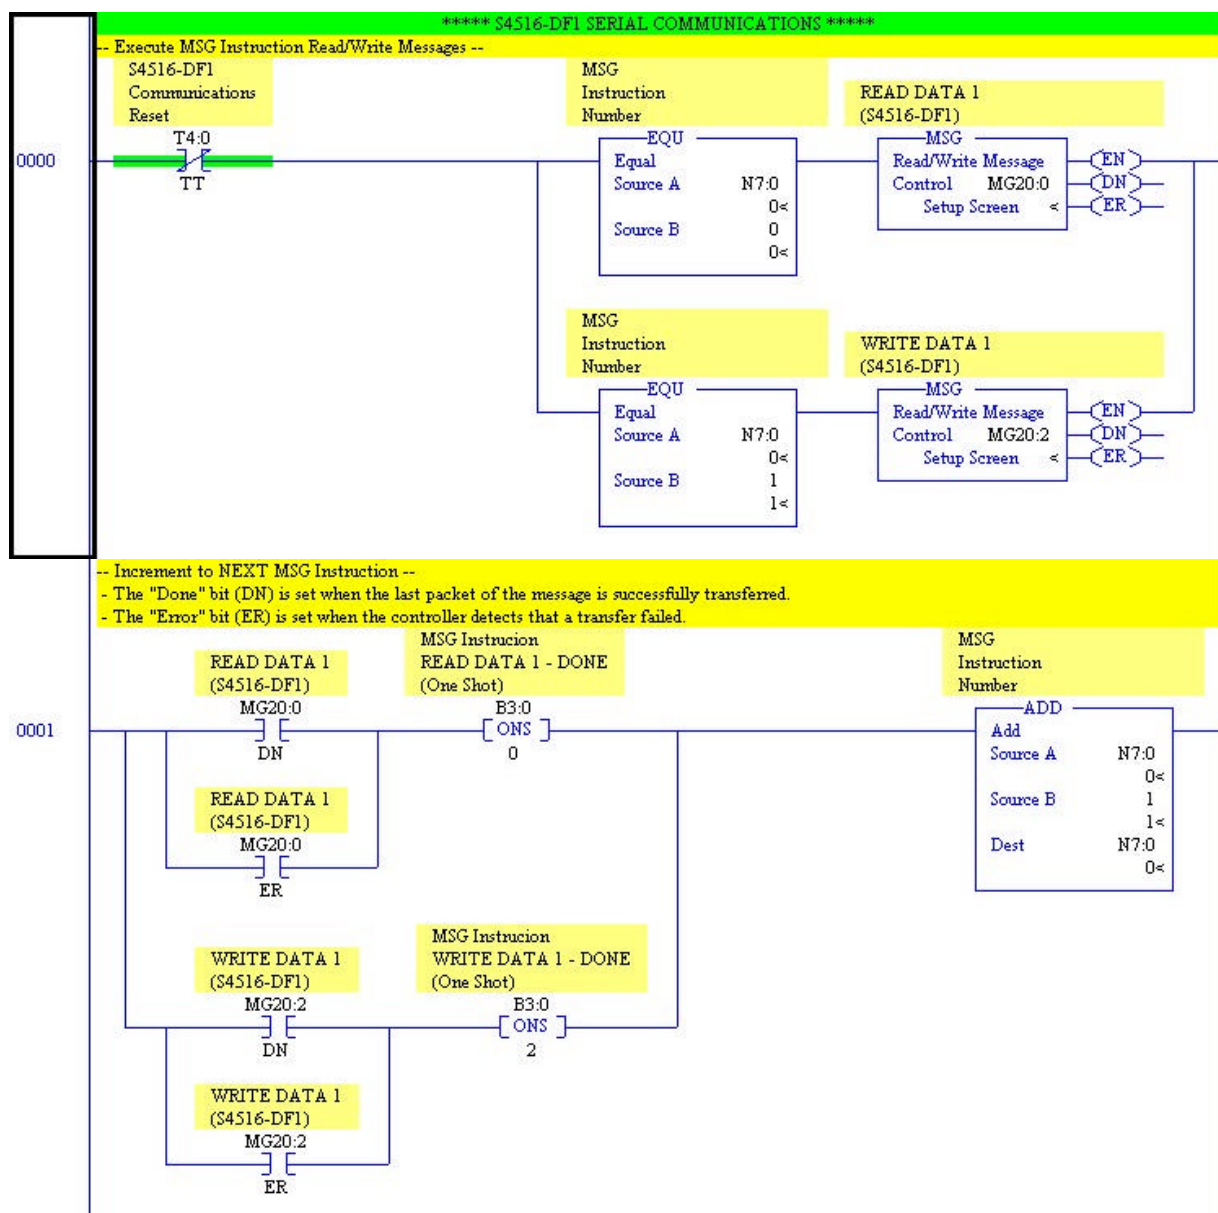 ***** S4516-DF1 SERIAL COMMUNICATIONS *****
-- Execute MSG Instruction Read/Write Messages --
S4516-DF1
Communications
Reset
T4:0
TT
0000
MSG
Instruction
Number
EQU
Equal
Source A N7:0
0<
Source B 0
0<
READ DATA 1
(S4516-DF1)
MSG
Read/Write Message
Control MG20:0
Setup Screen <
EN
DN
ER
MSG
Instruction
Number
EQU
Equal
Source A N7:0
0<
Source B 1
1<
WRITE DATA 1
(S4516-DF1)
MSG
Read/Write Message
Control MG20:2
Setup Screen <
EN
DN
ER
-- Increment to NEXT MSG Instruction --
- The "Done" bit (DN) is set when the last packet of the message is successfully transferred.
- The "Error" bit (ER) is set when the controller detects that a transfer failed.
0001
READ DATA 1
(S4516-DF1)
MG20:0
DN
MSG Instrucion
READ DATA 1 - DONE
(One Shot)
B3:0
ONS
0
READ DATA 1
(S4516-DF1)
MG20:0
ER
MSG
Instruction
Number
ADD
Add
Source A N7:0
0<
Source B 1
1<
Dest N7:0
0<
WRITE DATA 1
(S4516-DF1)
MG20:2
DN
MSG Instrucion
WRITE DATA 1 - DONE
(One Shot)
B3:0
ONS
2
WRITE DATA 1
(S4516-DF1)
MG20:2
ER